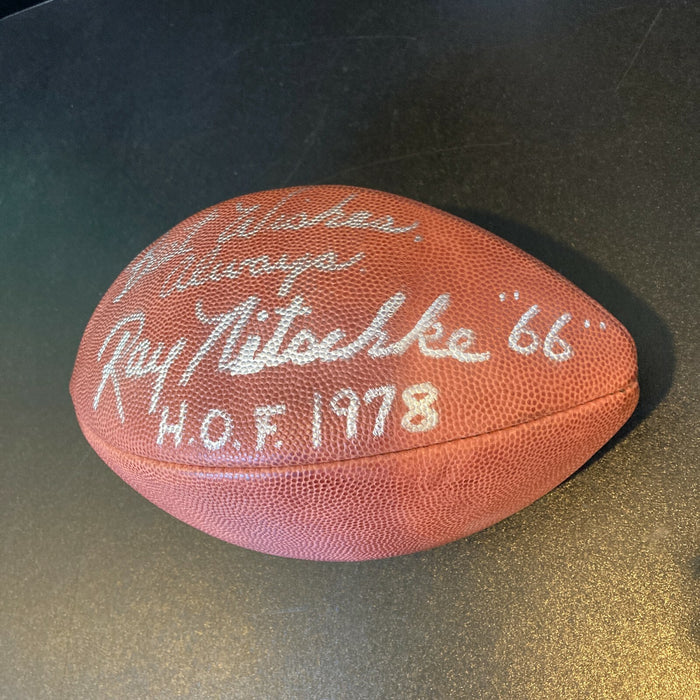 Best Wishes.
Always.
Ray Nitschke "66"
H.O.F. 1978